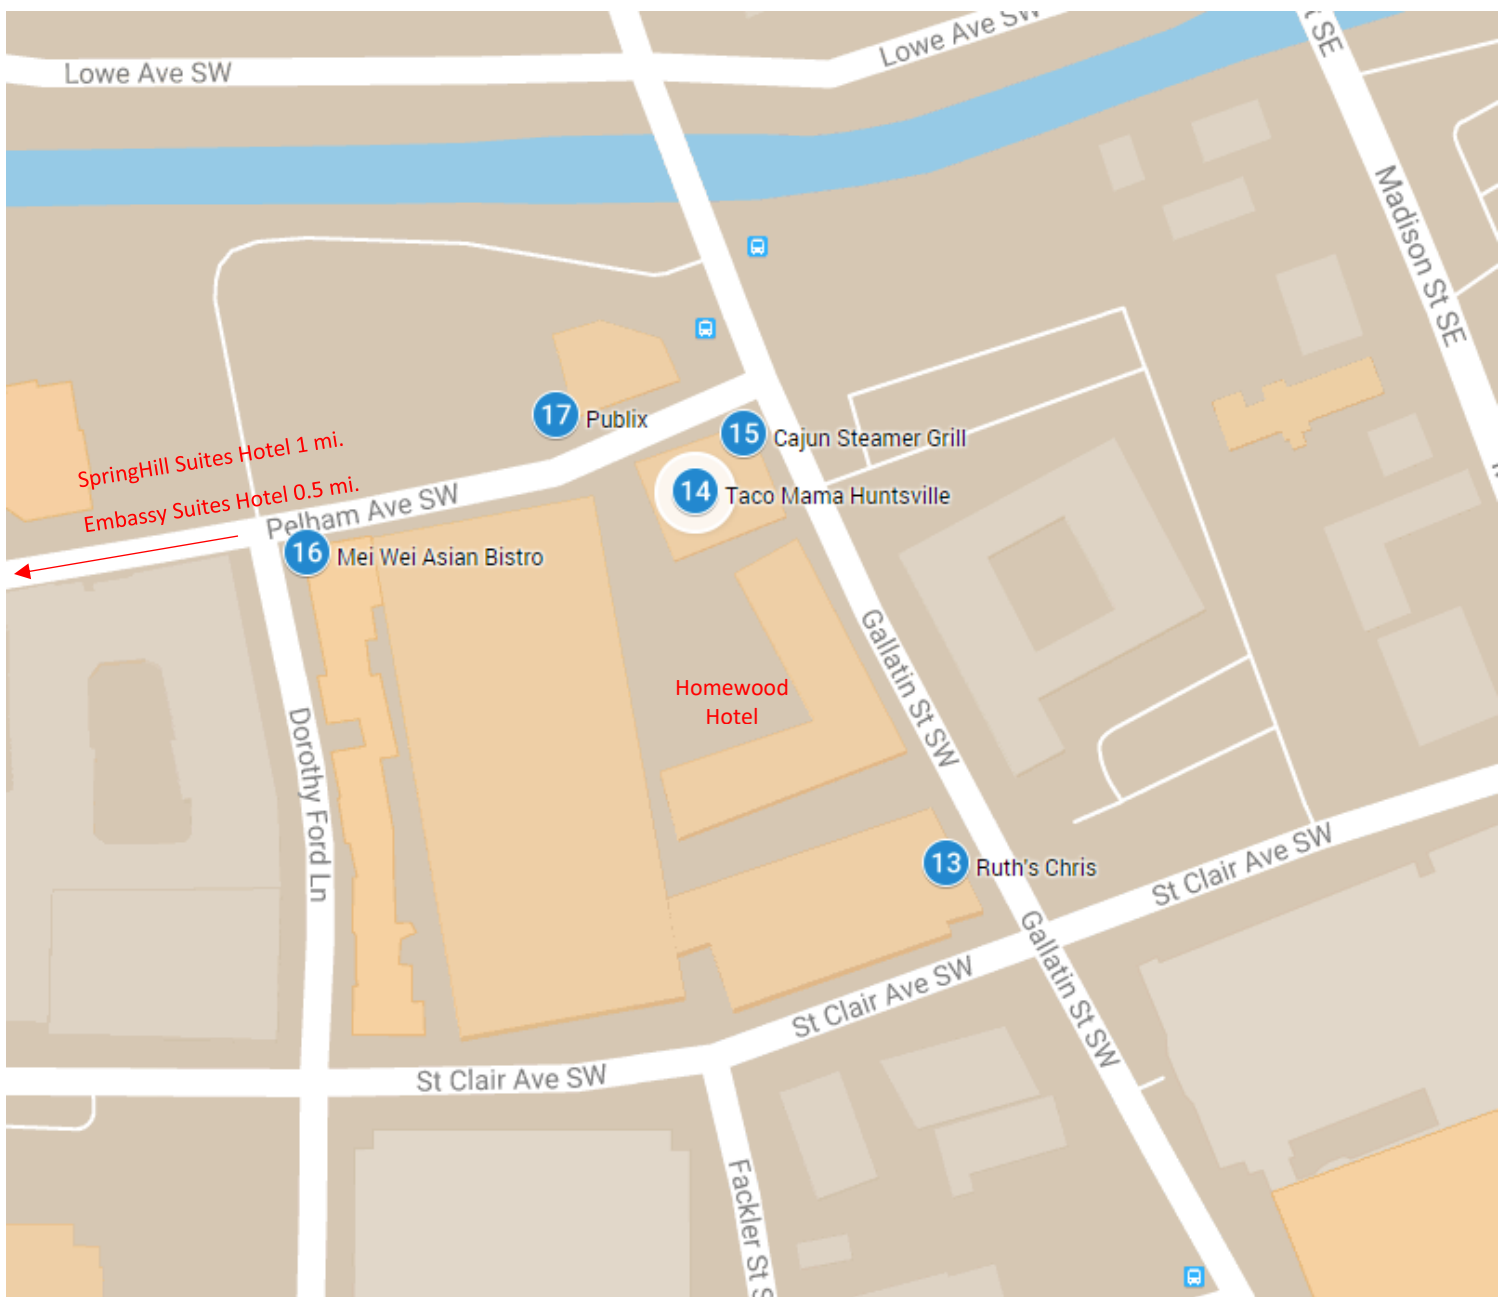 Lowe Ave SW
Lowe Ave SW
t SE
Madison St SE
17 Publix
15 Cajun Steamer Grill
14 Taco Mama Huntsville
SpringHill Suites Hotel 1 mi.
Embassy Suites Hotel 0.5 mi.
Pelham Ave SW
16 Mei Wei Asian Bistro
Gallatin St SW
Homewood
Hotel
Dorothy Ford Ln
13 Ruth's Chris
St Clair Ave SW
Gallatin St SW
St Clair Ave SW
St Clair Ave SW
Fackler St S